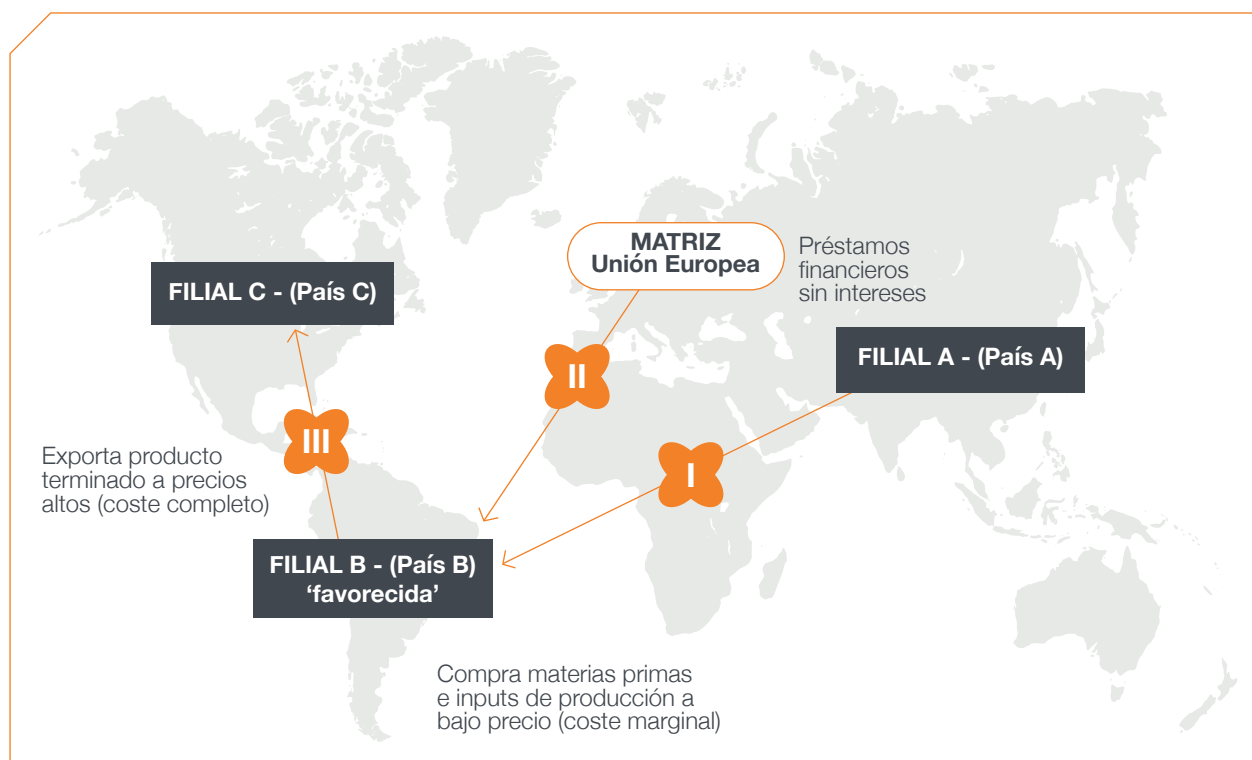 MATRIZ
Unión Europea
Préstamos
financieros
sin intereses
FILIAL C - (País C)
FILIAL A - (País A)
II
III
I
Exporta producto
terminado a precios
altos (coste completo)
FILIAL B - (País B)
‘favorecida’
Compra materias primas
e inputs de producción a
bajo precio (coste marginal)